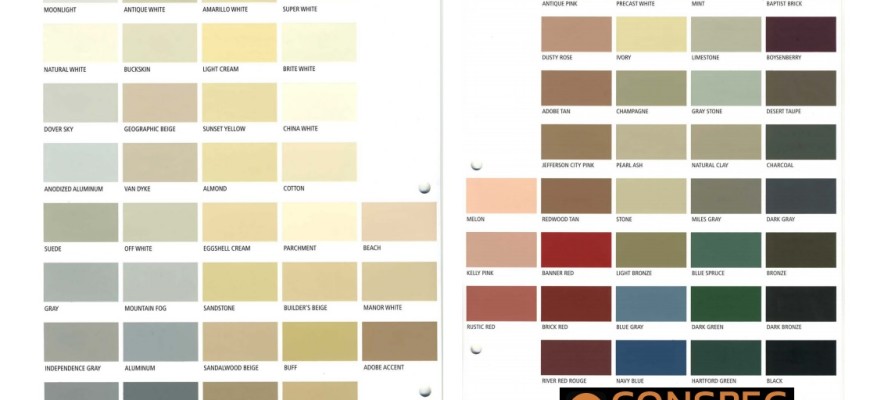 MOONLIGHT ANTIQUE WHITE AMARILLO WHITE SUPER WHITE
NATURAL WHITE BUCKSKIN LIGHT CREAM BRITE WHITE
DOVER SKY GEOGRAPHIC BEIGE SUNSET YELLOW CHINA WHITE
ANODIZED ALUMINUM VAN DYKE ALMOND COTTON
SUEDE OFF WHITE EGGSHELL CREAM PARCHMENT BEACH
GRAY MOUNTAIN FOG SANDSTONE BUILDER'S BEIGE MANOR WHITE
INDEPENDENCE GRAY ALUMINUM SANDALWOOD BEIGE BUFF ADOBE ACCENT
ANTIQUE PINK PRECAST WHITE MINT BAPTIST BRICK
DUSTY ROSE IVORY LIMESTONE BOYSENBERRY
ADOBE TAN CHAMPAGNE GRAY STONE DESERT TAUPE
JEFFERSON CITY PINK PEARL ASH NATURAL CLAY CHARCOAL
MELON REDWOOD TAN STONE MILES GRAY DARK GRAY
KELLY PINK BANNER RED LIGHT BRONZE BLUE SPRUCE BRONZE
RUSTIC RED BRICK RED BLUE GRAY DARK GREEN DARK BRONZE
RIVER RED ROUGE NAVY BLUE HARTFORD GREEN BLACK
CONSPEC